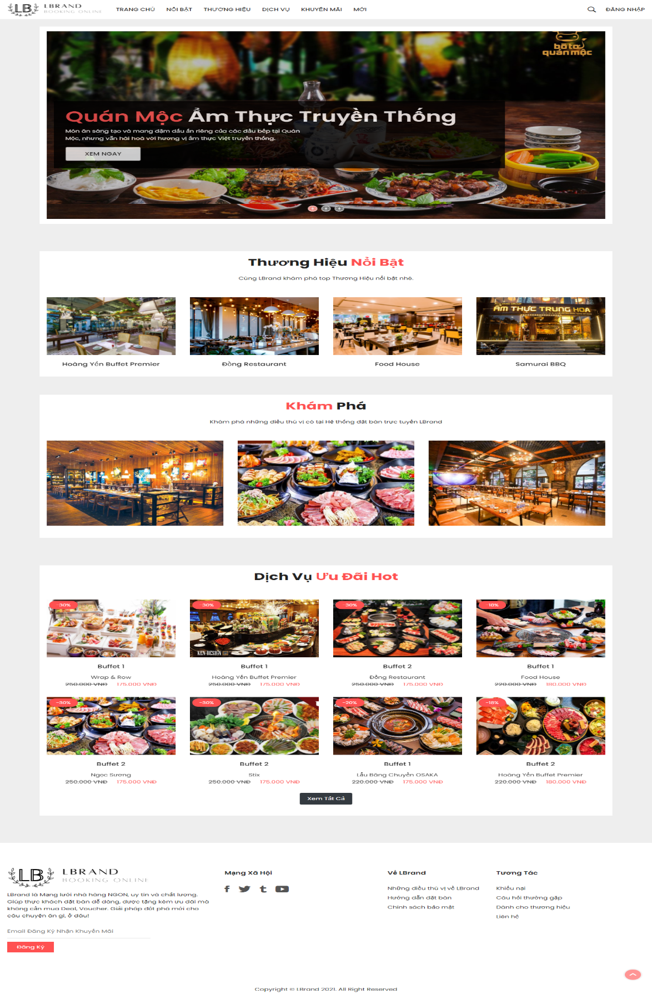 LB LBRAND
BOOKING ONLINE
TRANG CHỦ NỔI BẬT THƯƠNG HIỆU DỊCH VỤ KHUYẾN MÃI MỚI
ĐĂNG NHẬP
bò tơ
quán mộc
Quán Mộc Ẩm Thực Truyền Thống
Món ăn sáng tạo và mang đậm dấu ấn riêng của các đầu bếp tại Quán
Mộc, nhưng vẫn hài hoà với hương vị ẩm thực Việt truyền thống.
XEM NGAY
Thương Hiệu Nổi Bật
Cùng LBrand khám phá top Thương Hiệu nổi bật nhé.
ẨM THỰC TRUNG HOA
Hoàng Yến Buffet Premier
Đồng Restaurant
Food House
Samurai BBQ
Khám Phá
Khám phá những điều thú vị có tại Hệ thống đặt bàn trực tuyến LBrand
Dịch Vụ Ưu Đãi Hot
-30%
-30%
-30%
-18%
KEN DESIGN
Buffet 1
Buffet 1
Buffet 2
Buffet 1
Wrap & Row
Hoàng Yến Buffet Premier
Đồng Restaurant
Food House
250.000 VNĐ 175.000 VNĐ
250.000 VNĐ 175.000 VNĐ
250.000 VNĐ 175.000 VNĐ
220.000 VNĐ 180.000 VNĐ
-30%
-30%
-20%
-18%
Buffet 2
Buffet 2
Buffet 1
Buffet 2
Ngọc Sương
Stix
Lẩu Băng Chuyền OSAKA
Hoàng Yến Buffet Premier
250.000 VNĐ 175.000 VNĐ
250.000 VNĐ 175.000 VNĐ
220.000 VNĐ 175.000 VNĐ
220.000 VNĐ 180.000 VNĐ
Xem Tất Cả
LB LBRAND
BOOKING ONLINE
LBrand là Mạng lưới nhà hàng NGON, uy tín và chất lượng.
Giúp thực khách đặt bàn dễ dàng, được tặng kèm ưu đãi mà
không cần mua Deal, Voucher. Giải pháp đột phá mới cho
câu chuyện ăn gì, ở đâu!
Email Đăng Ký Nhận Khuyến Mãi
Đăng Ký
Mạng Xã Hội
Về LBrand
Những điều thú vị về LBrand
Hướng dẫn đặt bàn
Chính sách bảo mật
Tương Tác
Khiếu nại
Câu hỏi thường gặp
Dành cho thương hiệu
Liên hệ
Copyright © LBrand 2021. All Right Reserved